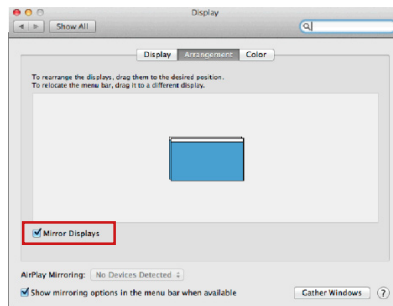 Display
Show All
Display Arrangement Color
To rearrange the displays, drag them to the desired position.
To relocate the menu bar, drag it to a different display.
Mirror Displays
AirPlay Mirroring: No Devices Detected
Show mirroring options in the menu bar when available
Gather Windows ?